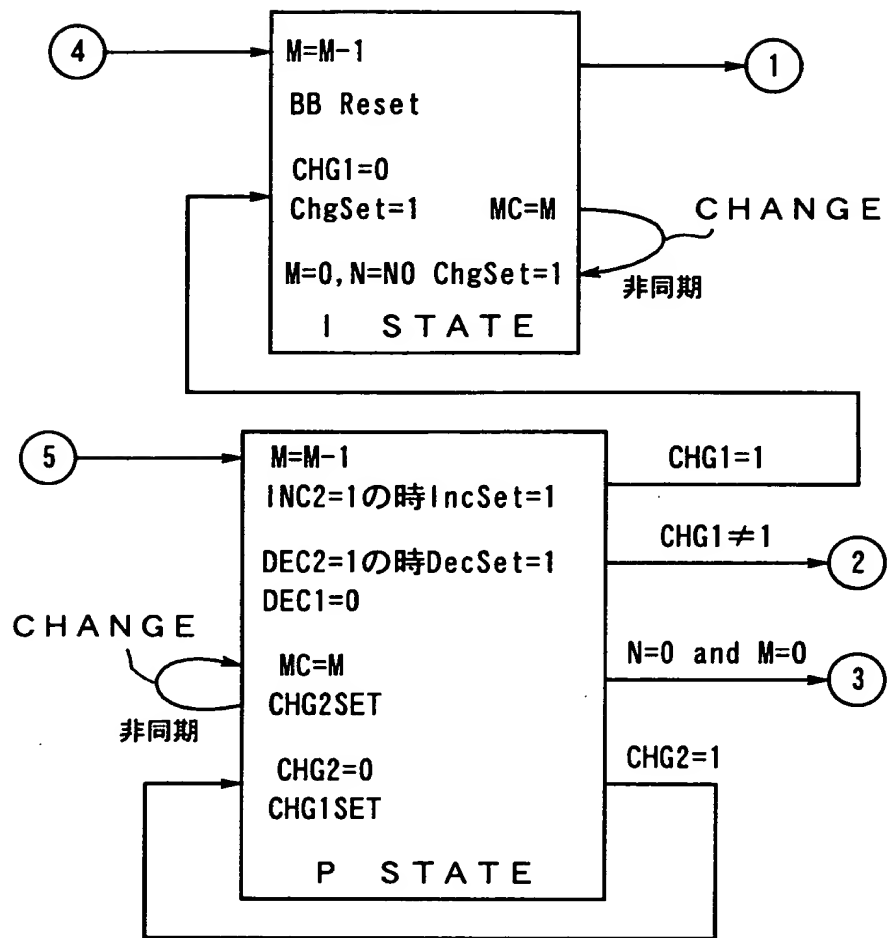 4
M=M-1
1
BB Reset
CHG1=0
ChgSet=1
MC=M
CHANGE
M=0,N=N0 ChgSet=1
非同期
I STATE
5
M=M-1
CHG1=1
INC2=1の時IncSet=1
CHG1≠1
2
DEC2=1の時DecSet=1
DEC1=0
CHANGE
N=0 and M=0
3
MC=M
CHG2SET
非同期
CHG2=1
CHG2=0
CHG1SET
P STATE